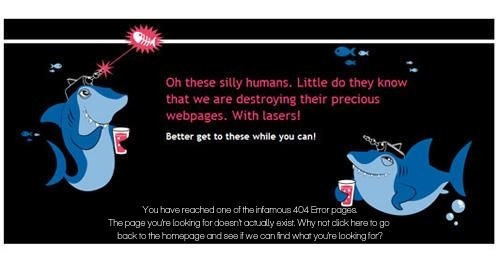 Oh these silly humans. Little do they know
that we are destroying their precious
webpages. With lasers!
Better get to these while you can!
You have reached one of the infamous 404 Error pages.
The page you're looking for doesn't actually exist. Why not click here to go
back to the homepage and see if we can find what you're looking for?